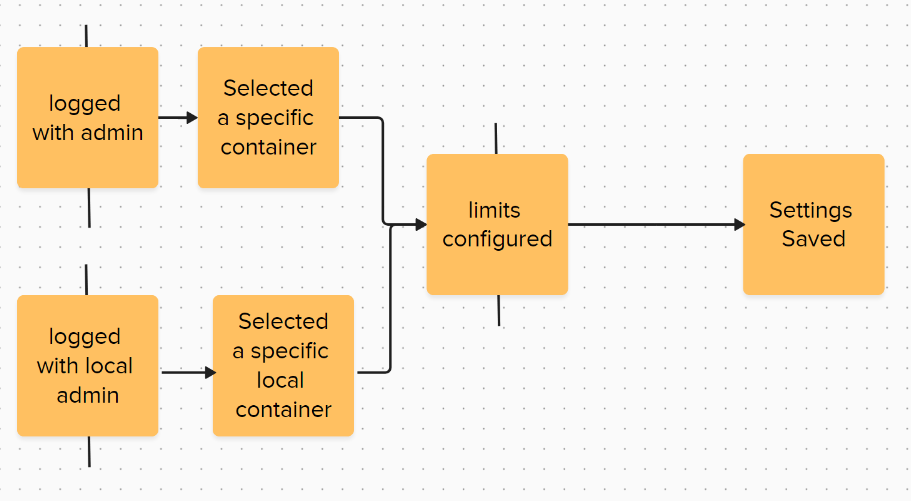 logged
with admin
Selected
a specific
container
limits
configured
Settings
Saved
logged
with local
admin
Selected
a specific
local
container